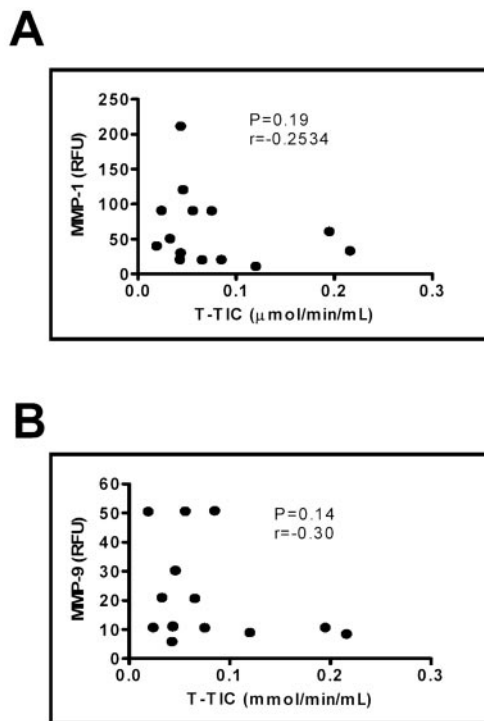 A
250
200
150
100
50
0
MMP-1 (RFU)
P=0.19
r=-0.2534
0.0 0.1 0.2 0.3
T-TIC (μmol/min/mL)
B
60
50
40
30
20
10
0
MMP-9 (RFU)
P=0.14
r=-0.30
0.0 0.1 0.2 0.3
T-TIC (mmol/min/mL)